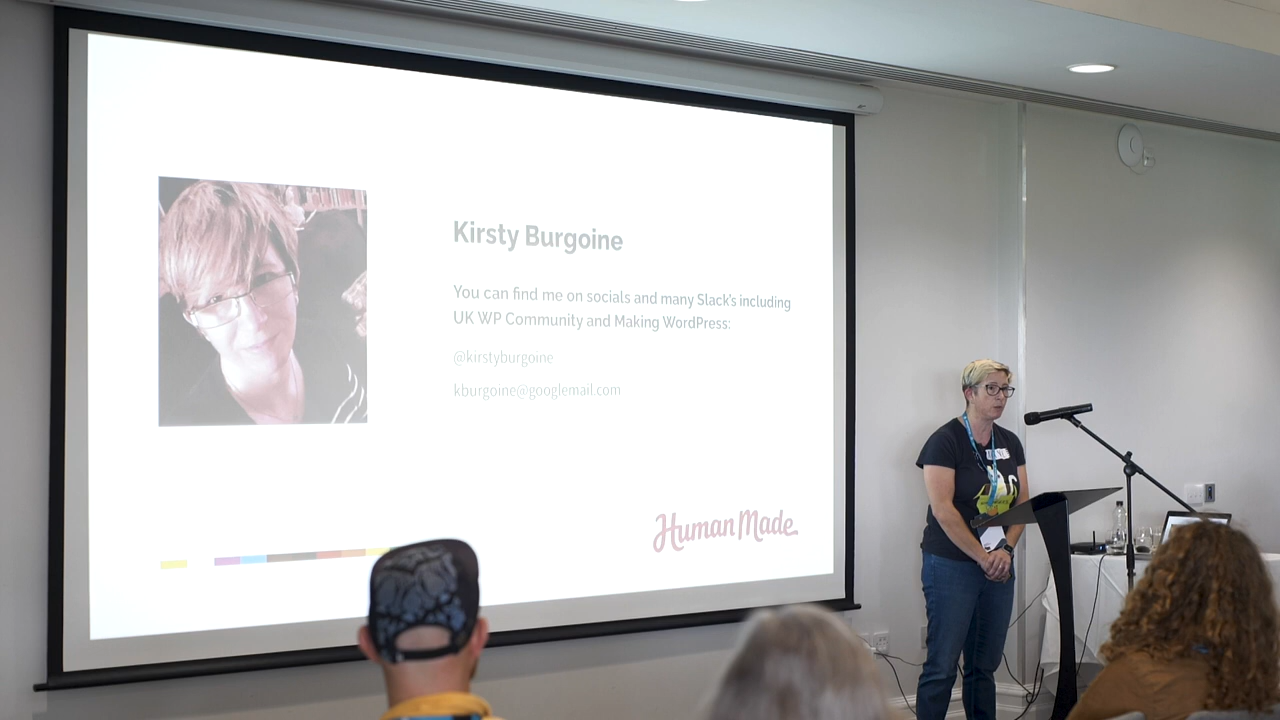 Kirsty Burgoine
You can find me on socials and many Slack's including
UK WP Community and Making WordPress:
@kirstyburgoine
kburgoine@googlemail.com
Human Made